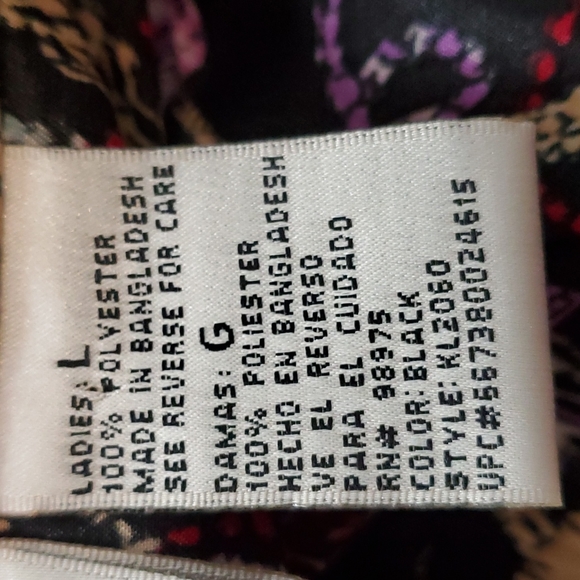 LADIES: L
100% POLYESTER
MADE IN BANGLADESH
SEE REVERSE FOR CARE
DAMAS: G
100% POLIESTER
HECHO EN BANGLADESH
VE EL REVERSO
PARA EL CUIDADO
RN# 98975
COLOR: BLACK
STYLE: KL2080
UPC#567380024615